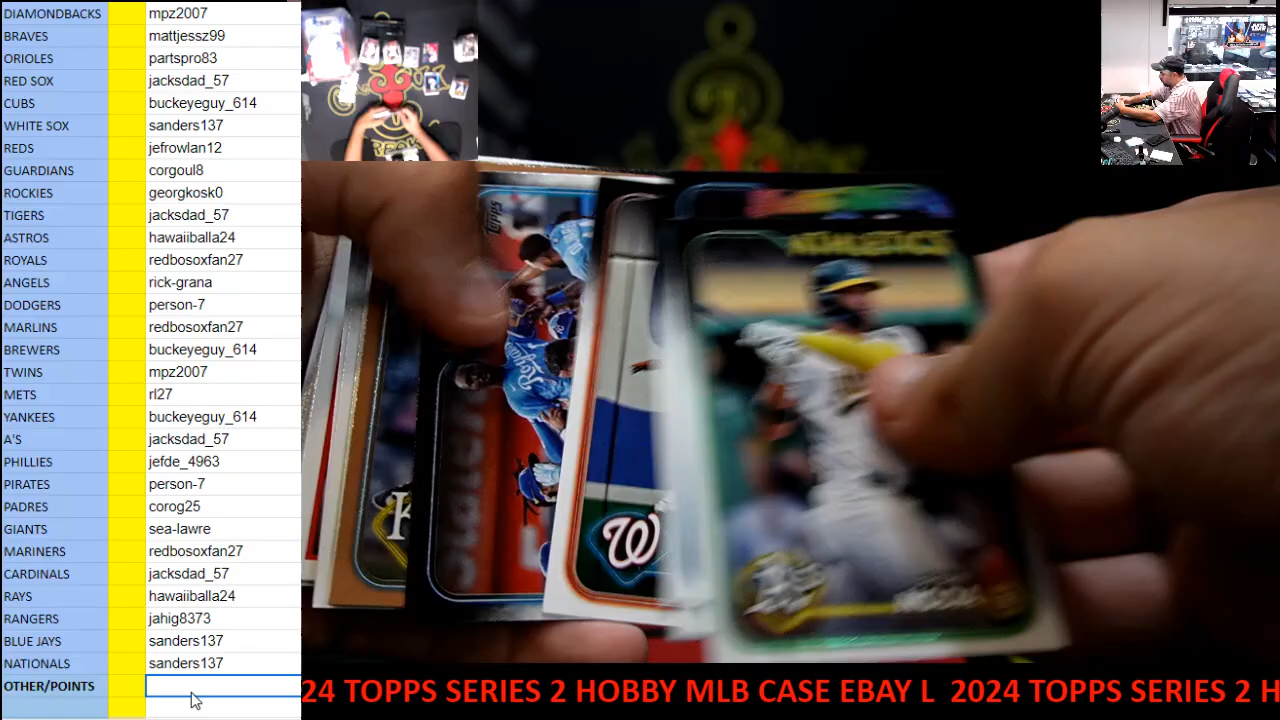 DIAMONDBACKS mpz2007
BRAVES mattjessz99
ORIOLES partspro83
RED SOX jacksdad_57
CUBS buckeyeguy_614
WHITE SOX sanders137
REDS jefrowlan12
GUARDIANS corgoul8
ROCKIES georgkosk0
TIGERS jacksdad_57
ASTROS hawaiiballa24
ROYALS redbosoxfan27
ANGELS rick-grana
DODGERS person-7
MARLINS redbosoxfan27
BREWERS buckeyeguy_614
TWINS mpz2007
METS rl27
YANKEES buckeyeguy_614
A'S jacksdad_57
PHILLIES jefde_4963
PIRATES person-7
PADRES corog25
GIANTS sea-lawre
MARINERS redbosoxfan27
CARDINALS jacksdad_57
RAYS hawaiiballa24
RANGERS jahig8373
BLUE JAYS sanders137
NATIONALS sanders137
OTHER/POINTS
Topps
Royals
W
24 TOPPS SERIES 2 HOBBY MLB CASE EBAY L 2024 TOPPS SERIES 2 H